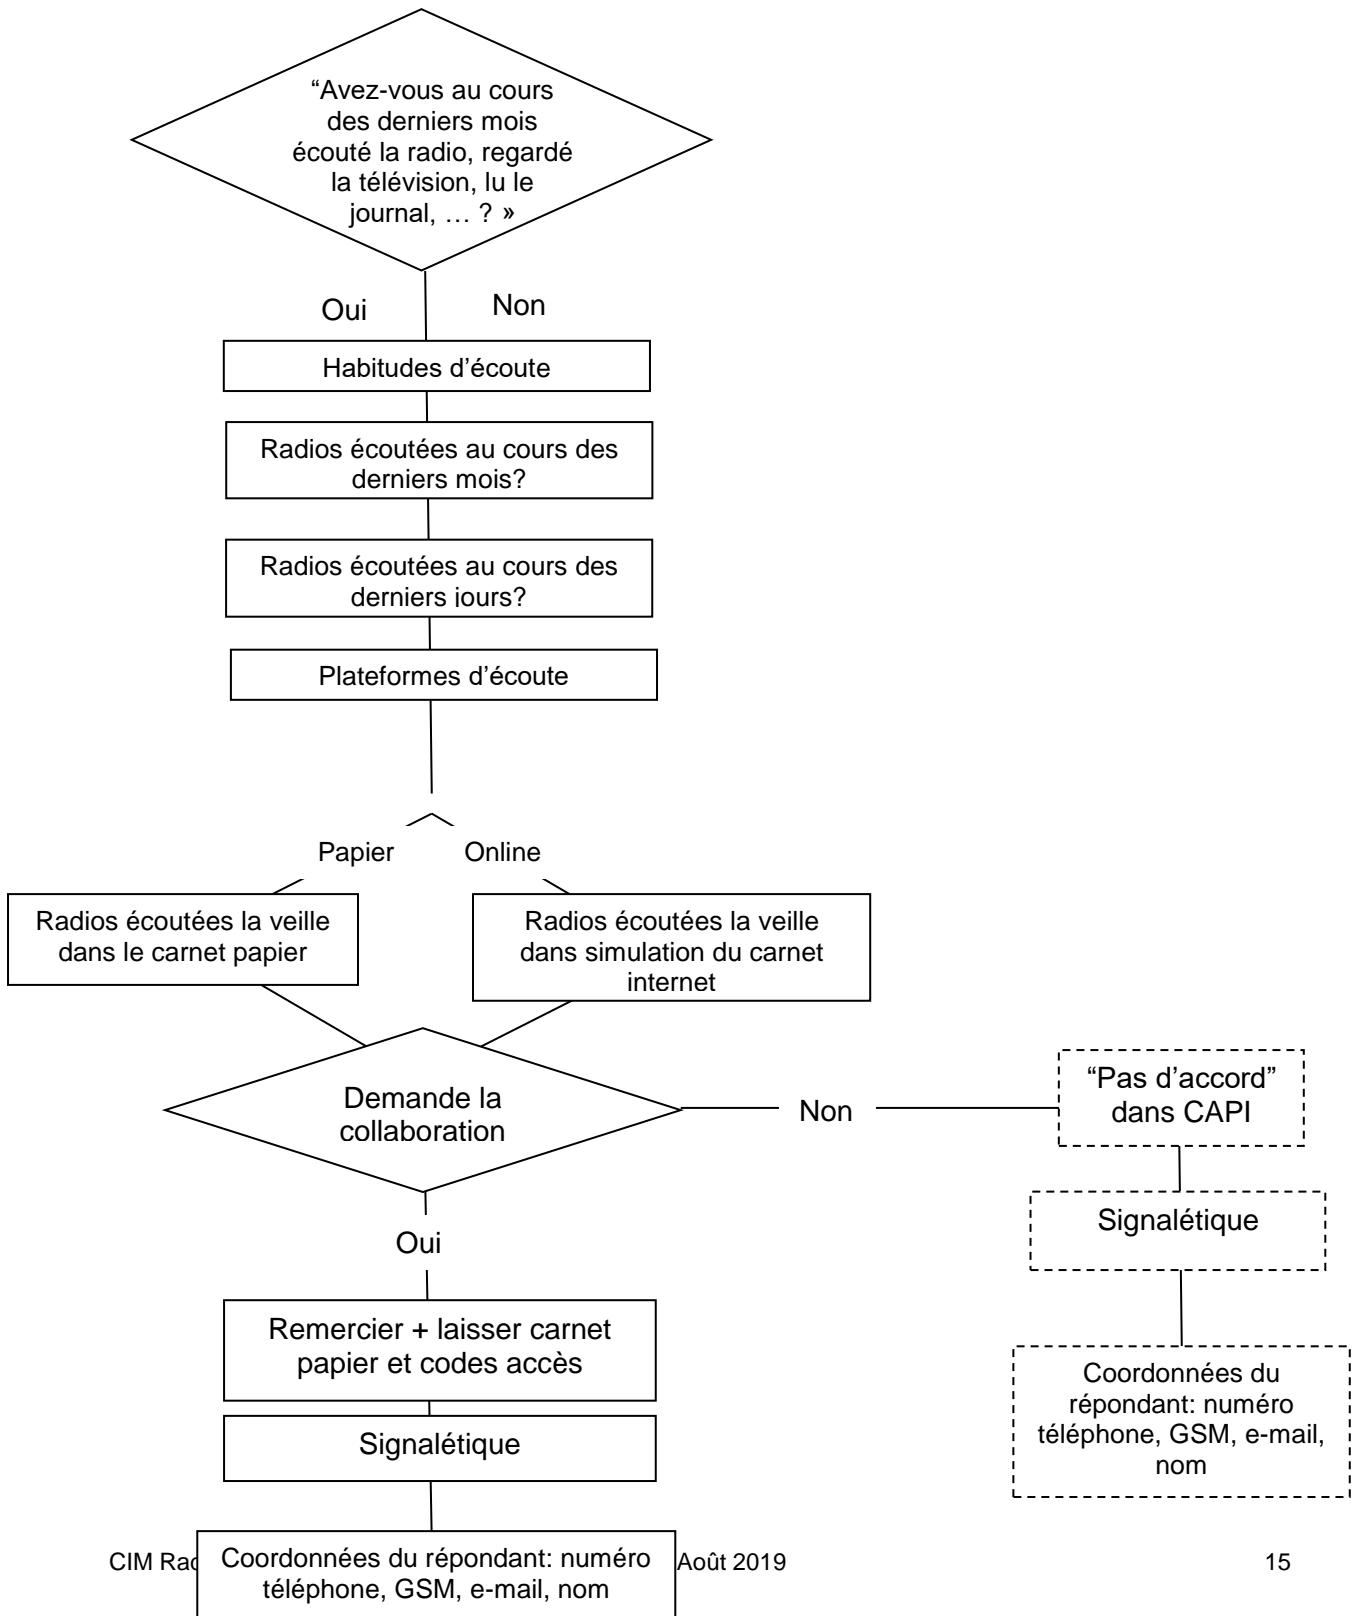 “Avez-vous au cours
des derniers mois
écouté la radio, regardé
la télévision, lu le
journal, … ? »
Oui
Non
Habitudes d’écoute
Radios écoutées au cours des
derniers mois?
Radios écoutées au cours des
derniers jours?
Plateformes d’écoute
Papier
Online
Radios écoutées la veille
dans le carnet papier
Radios écoutées la veille
dans simulation du carnet
internet
Demande la
collaboration
Non
“Pas d’accord”
dans CAPI
Signalétique
Coordonnées du
répondant: numéro
téléphone, GSM, e-mail,
nom
Oui
Remercier + laisser carnet
papier et codes accès
Signalétique
Coordonnées du répondant: numéro
téléphone, GSM, e-mail, nom
CIM
Août 2019
15